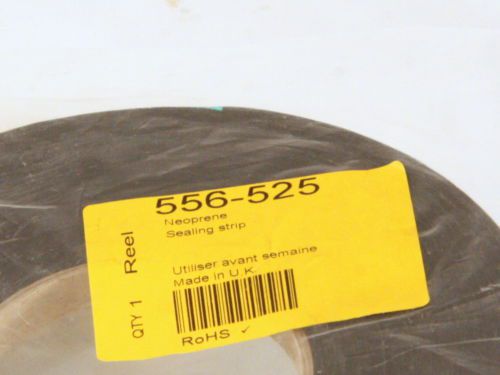 556-525
Neoprene
Sealing strip
Utiliser avant semaine
Made in U.K.
RoHS ✓
QTY 1 Reel